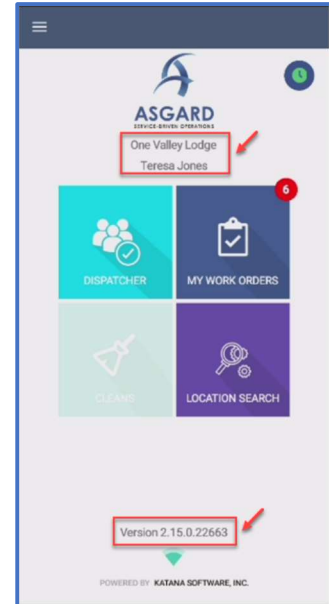 ASGARD
SERVICE-DRIVEN OPERATIONS
One Valley Lodge
Teresa Jones
6
DISPATCHER
MY WORK ORDERS
CLEANS
LOCATION SEARCH
Version 2.15.0.22663
POWERED BY KATANA SOFTWARE, INC.